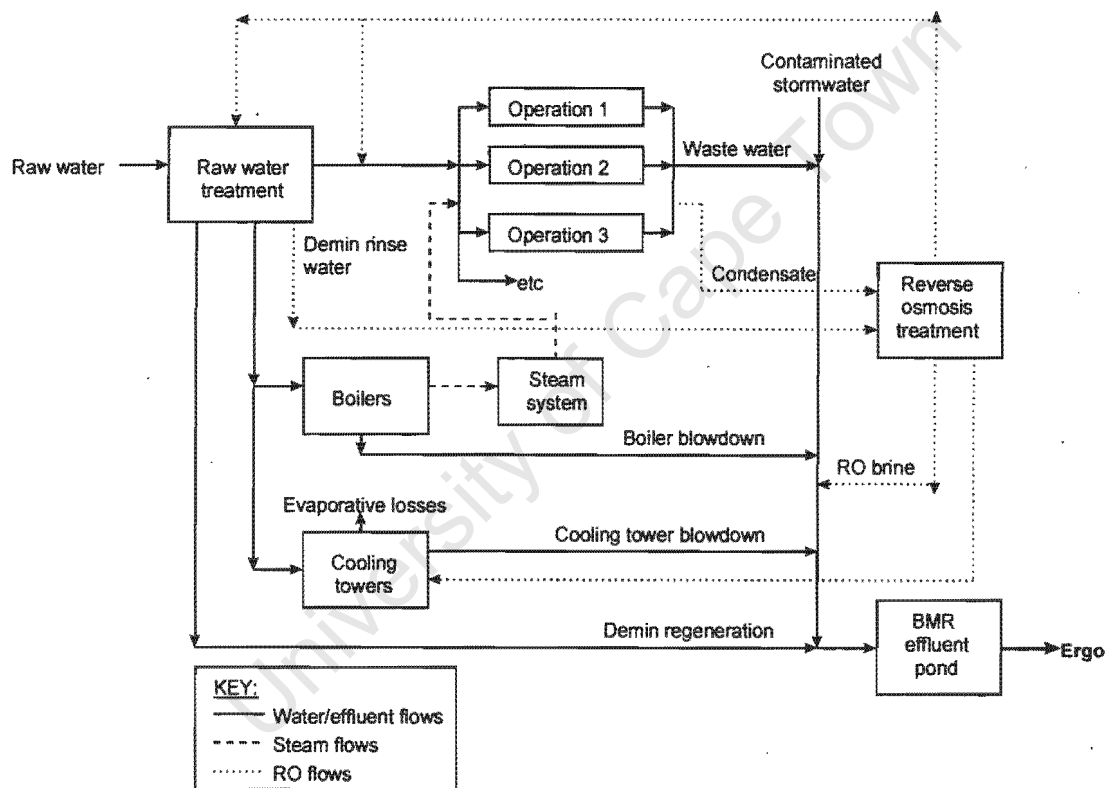 Contaminated
stormwater
Operation 1
Raw water
Raw water
treatment
Operation 2
Waste water
Operation 3
Demin rinse
water
etc
Condensate
Reverse
osmosis
treatment
Boilers
Steam
system
Boiler blowdown
RO brine
Evaporative losses
Cooling
towers
Cooling tower blowdown
Demin regeneration
BMR
effluent
pond
Ergo
KEY:
Water/effluent flows
Steam flows
RO flows
University of Cape Town